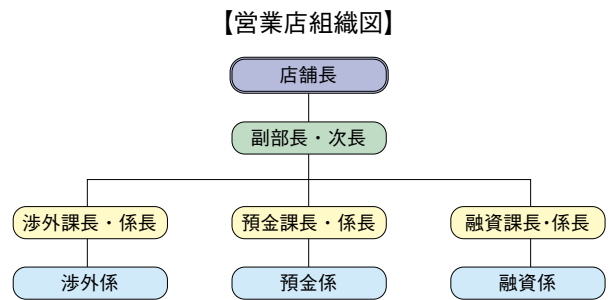 【営業店組織図】
店舗長
副部長・次長
渉外課長・係長
預金課長・係長
融資課長・係長
渉外係
預金係
融資係